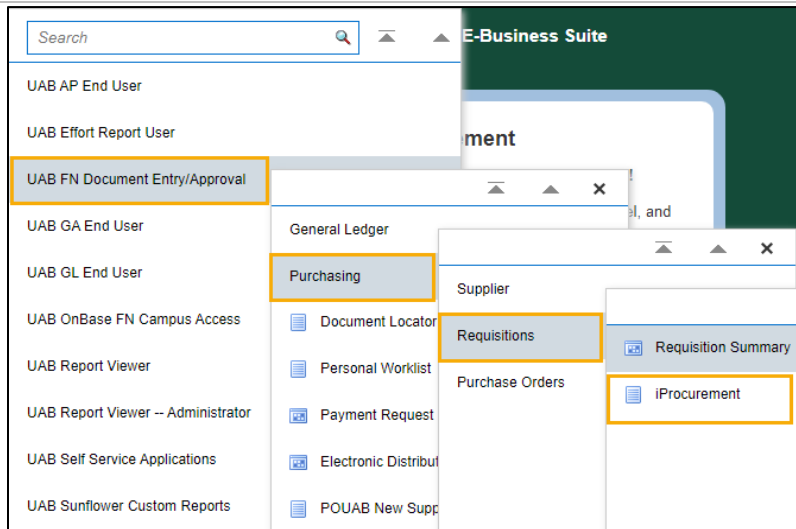 Search
E-Business Suite
UAB AP End User
UAB Effort Report User
ment
UAB FN Document Entry/Approval
!
el, and
UAB GA End User
General Ledger
UAB GL End User
Purchasing
Supplier
UAB OnBase FN Campus Access
Document Locator
Requisitions
Requisition Summary
UAB Report Viewer
Personal Worklist
Purchase Orders
iProcurement
UAB Report Viewer -- Administrator
Payment Request
UAB Self Service Applications
Electronic Distribut
UAB Sunflower Custom Reports
POUAB New Supp